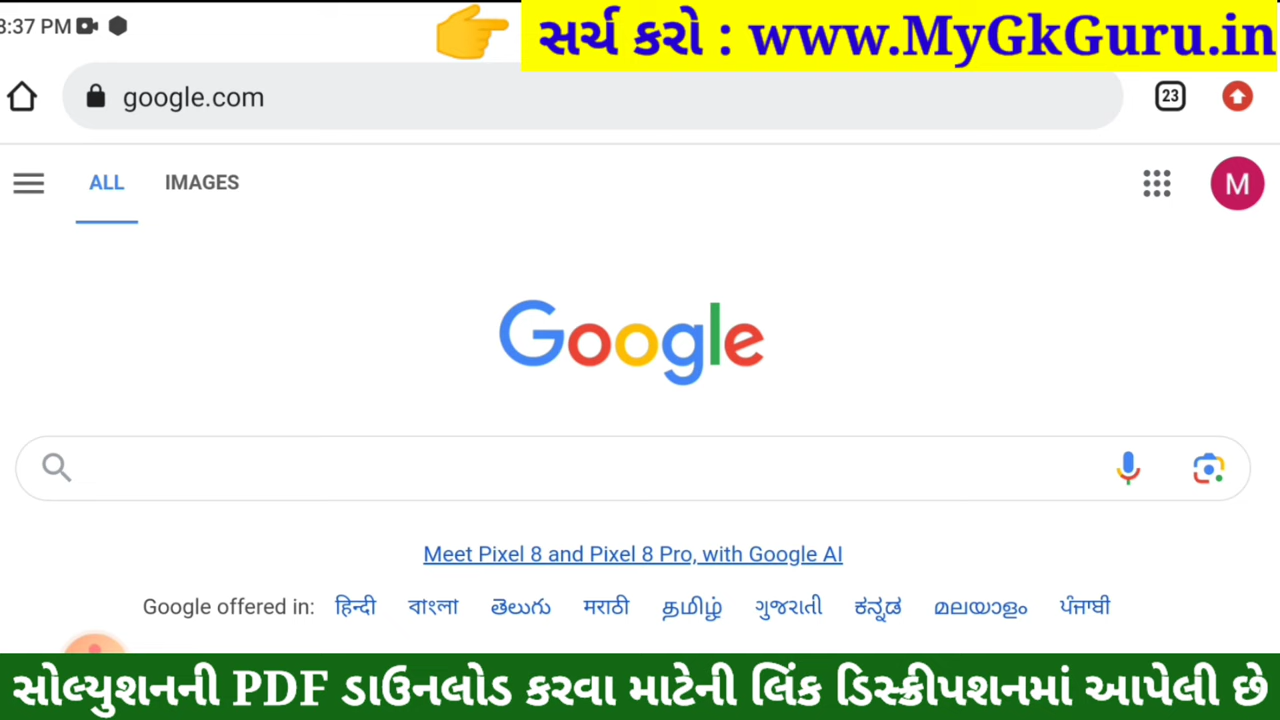 3:37 PM
સર્ચ કરો : www.MyGkGuru.in
google.com
23
ALL IMAGES
M
Google
Meet Pixel 8 and Pixel 8 Pro, with Google AI
Google offered in: हिन्दी বাংলা తెలుగు मराठी தமிழ் ગુજરાતી ಕನ್ನಡ മലയാളം ਪੰਜਾਬੀ
સોલ્યુશનની PDF ડાઉનલોડ કરવા માટેની લિંક ડિસ્ક્રીપશનમાં આપેલી છે